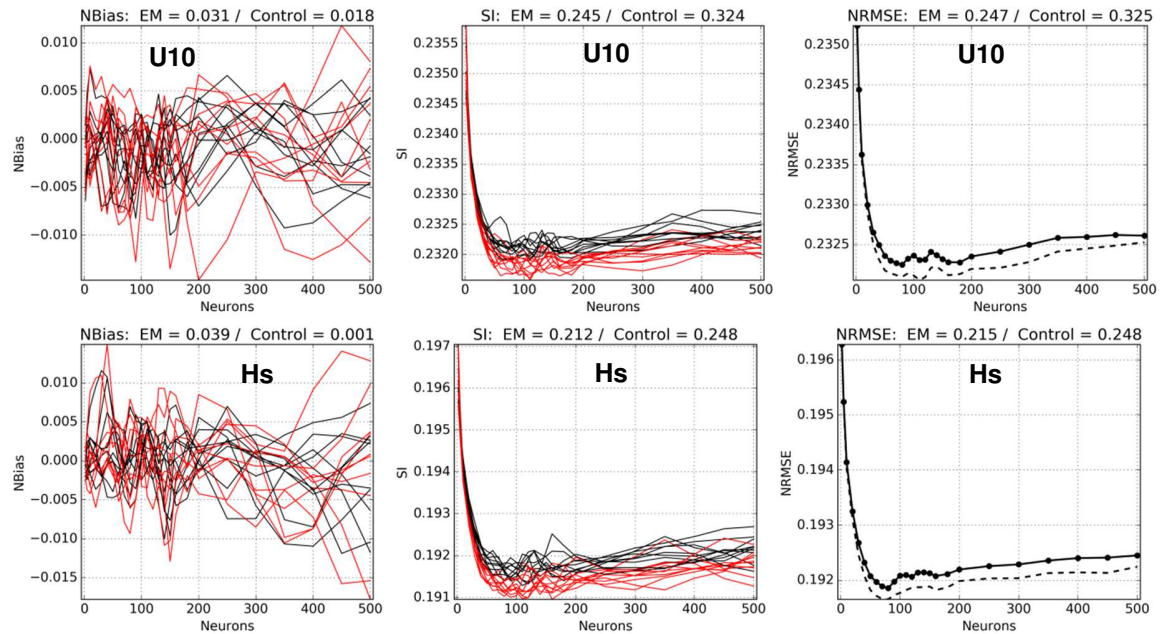 NBias: EM = 0.031 / Control = 0.018
U10
NBias
0.010
0.005
0.000
−0.005
−0.010
0 100 200 300 400 500
Neurons
SI: EM = 0.245 / Control = 0.324
U10
SI
0.2355
0.2350
0.2345
0.2340
0.2335
0.2330
0.2325
0.2320
0 100 200 300 400 500
Neurons
NRMSE: EM = 0.247 / Control = 0.325
U10
NRMSE
0.2350
0.2345
0.2340
0.2335
0.2330
0.2325
0 100 200 300 400 500
Neurons
NBias: EM = 0.039 / Control = 0.001
Hs
NBias
0.010
0.005
0.000
−0.005
−0.010
−0.015
0 100 200 300 400 500
Neurons
SI: EM = 0.212 / Control = 0.248
Hs
SI
0.197
0.196
0.195
0.194
0.193
0.192
0.191
0 100 200 300 400 500
Neurons
NRMSE: EM = 0.215 / Control = 0.248
Hs
NRMSE
0.196
0.195
0.194
0.193
0.192
0 100 200 300 400 500
Neurons